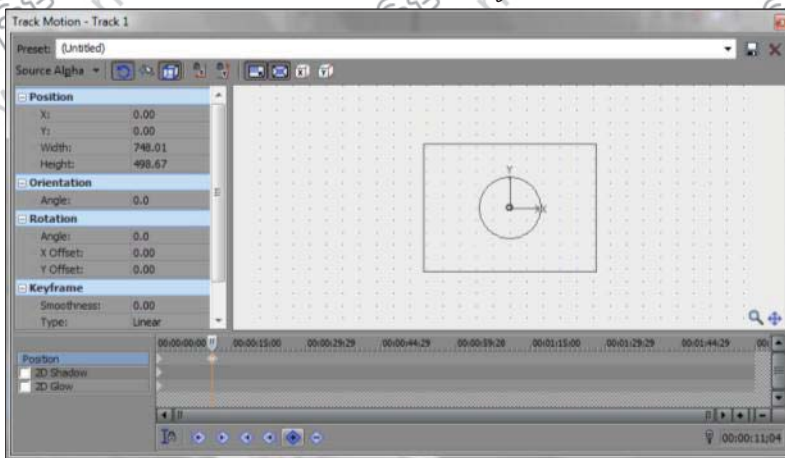 Track Motion - Track 1
Preset: (Untitled)
Source Alpha
Position
X: 0.00
Y: 0.00
Width: 748.01
Height: 498.67
Orientation
Angle: 0.0
Rotation
Angle: 0.0
X Offset: 0.00
Y Offset: 0.00
Keyframe
Smoothness: 0.00
Type: Linear
Y
X
00:00:00:00 00:00:15:00 00:00:29:29 00:00:44:29 00:00:59:28 00:01:15:00 00:01:29:29 00:01:44:29 00:
Position
2D Shadow
2D Glow
00:00:11;04